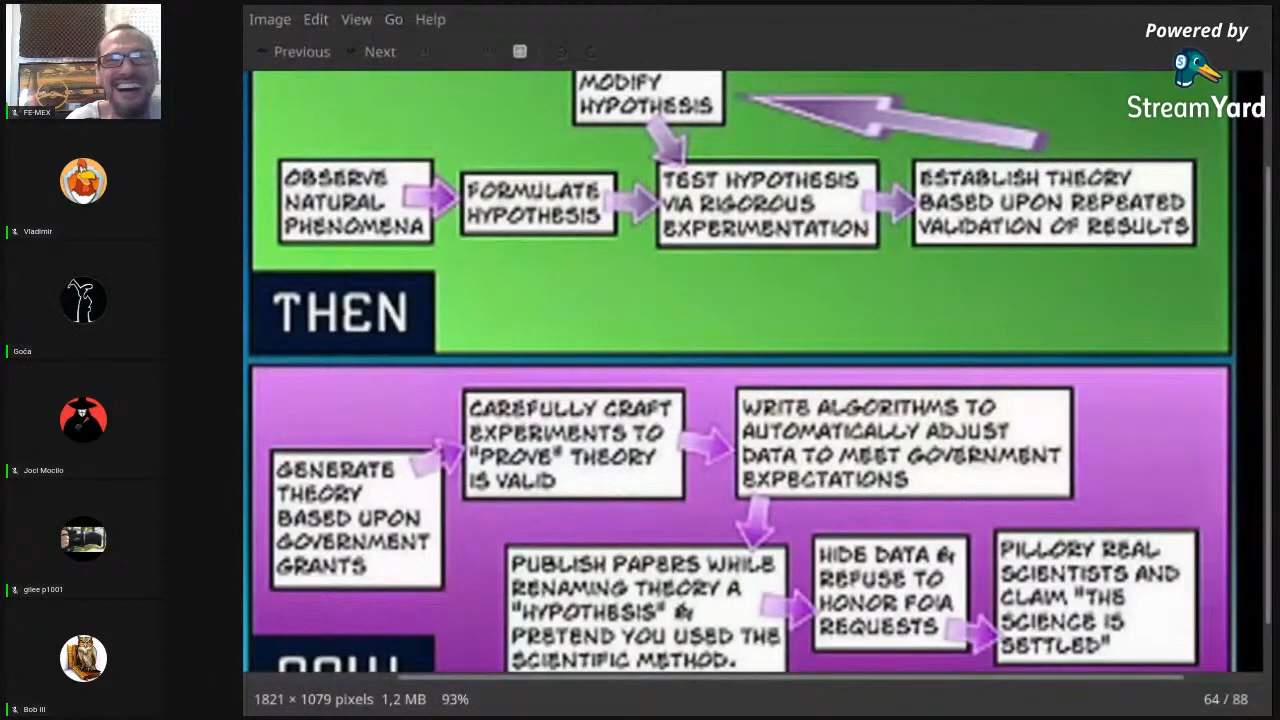 Image Edit View Go Help
Previous Next
Powered by
StreamYard
FE-MEX
Vladimir
Goća
Joci Mocilo
gilee p1001
Bob III
MODIFY
HYPOTHESIS
OBSERVE
NATURAL
PHENOMENA
FORMULATE
HYPOTHESIS
TEST HYPOTHESIS
VIA RIGOROUS
EXPERIMENTATION
ESTABLISH THEORY
BASED UPON REPEATED
VALIDATION OF RESULTS
THEN
GENERATE
THEORY
BASED UPON
GOVERNMENT
GRANTS
CAREFULLY CRAFT
EXPERIMENTS TO
"PROVE" THEORY
IS VALID
WRITE ALGORITHMS TO
AUTOMATICALLY ADJUST
DATA TO MEET GOVERNMENT
EXPECTATIONS
PUBLISH PAPERS WHILE
RENAMING THEORY A
"HYPOTHESIS" &
PRETEND YOU USED THE
SCIENTIFIC METHOD.
HIDE DATA &
REFUSE TO
HONOR FOIA
REQUESTS
PILLORY REAL
SCIENTISTS AND
CLAIM "THE
SCIENCE IS
SETTLED"
1821 × 1079 pixels 1,2 MB 93%
64 / 88